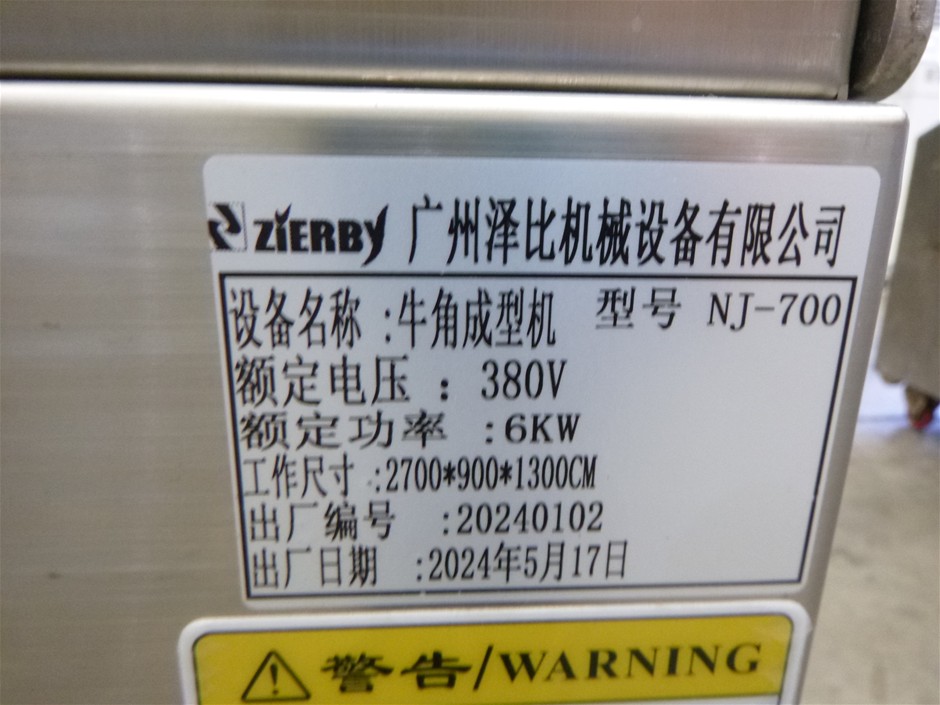 ZiERBY 广州泽比机械设备有限公司
设备名称 :牛角成型机 型号 NJ-700
额定电压 : 380V
额定功率 :6KW
工作尺寸 :2700*900*1300CM
出厂编号 :20240102
出厂日期 :2024年5月17日
警告/WARNING